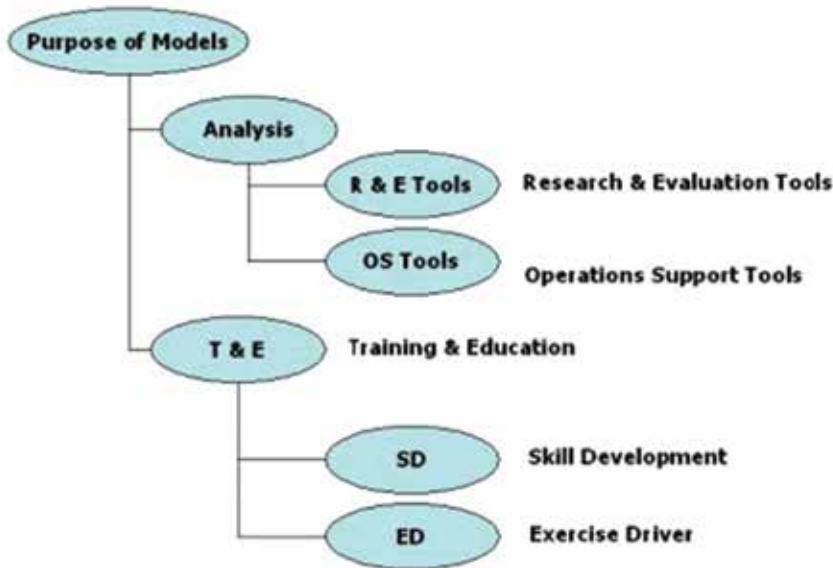 Purpose of Models
Analysis
R & E Tools Research & Evaluation Tools
OS Tools Operations Support Tools
T & E Training & Education
SD Skill Development
ED Exercise Driver